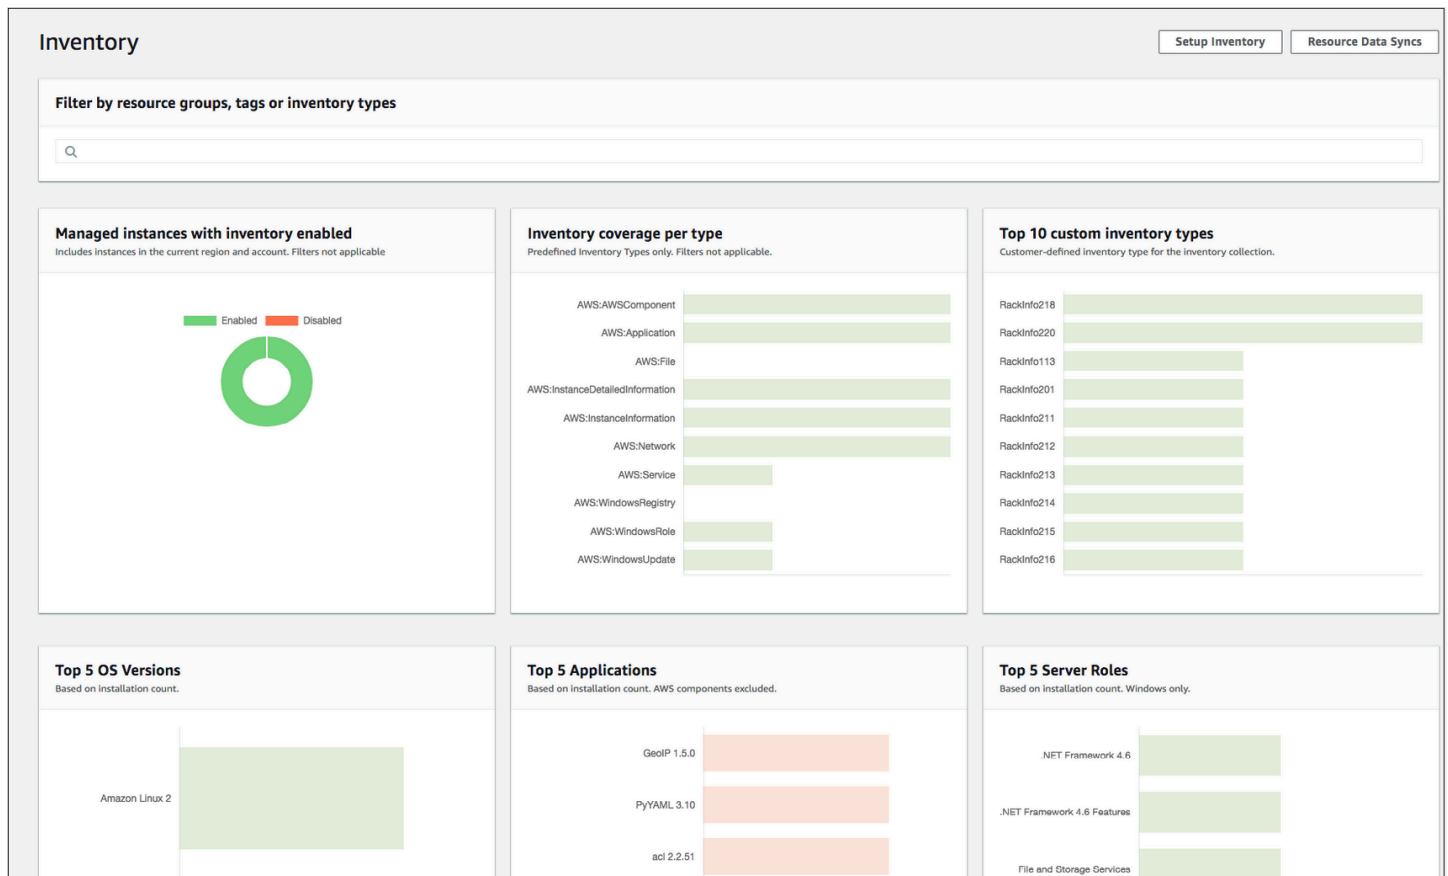 Inventory
Setup Inventory
Resource Data Syncs
Filter by resource groups, tags or inventory types
Managed instances with inventory enabled
Includes instances in the current region and account. Filters not applicable
Enabled
Disabled
Inventory coverage per type
Predefined Inventory Types only. Filters not applicable.
AWS:AWSComponent
AWS:Application
AWS:File
AWS:InstanceDetailedInformation
AWS:InstanceInformation
AWS:Network
AWS:Service
AWS:WindowsRegistry
AWS:WindowsRole
AWS:WindowsUpdate
Top 10 custom inventory types
Customer-defined inventory type for the inventory collection.
RackInfo218
RackInfo220
RackInfo113
RackInfo201
RackInfo211
RackInfo212
RackInfo213
RackInfo214
RackInfo215
RackInfo216
Top 5 OS Versions
Based on installation count.
Amazon Linux 2
Top 5 Applications
Based on installation count. AWS components excluded.
GeoIP 1.5.0
PyYAML 3.10
acl 2.2.51
Top 5 Server Roles
Based on installation count. Windows only.
.NET Framework 4.6
.NET Framework 4.6 Features
File and Storage Services